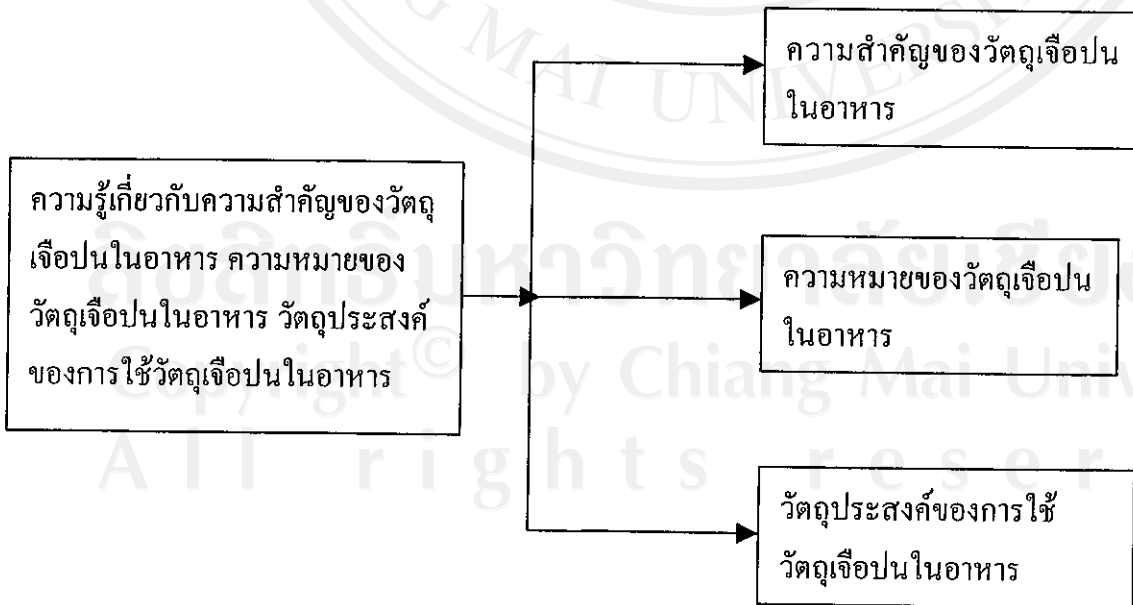 ความรู้เกี่ยวกับความสำคัญของวัตถุ
เจือปนในอาหาร ความหมายของ
วัตถุเจือปนในอาหาร วัตถุประสงค์
ของการใช้วัตถุเจือปนในอาหาร
ความสำคัญของวัตถุเจือปน
ในอาหาร
ความหมายของวัตถุเจือปน
ในอาหาร
วัตถุประสงค์ของการใช้
วัตถุเจือปนในอาหาร
MAI UNIVERSI
ลิขสิทธิ์มหาวิทยาลัยเชีย
Copyright © by Chiang Mai Univ
All rights reser